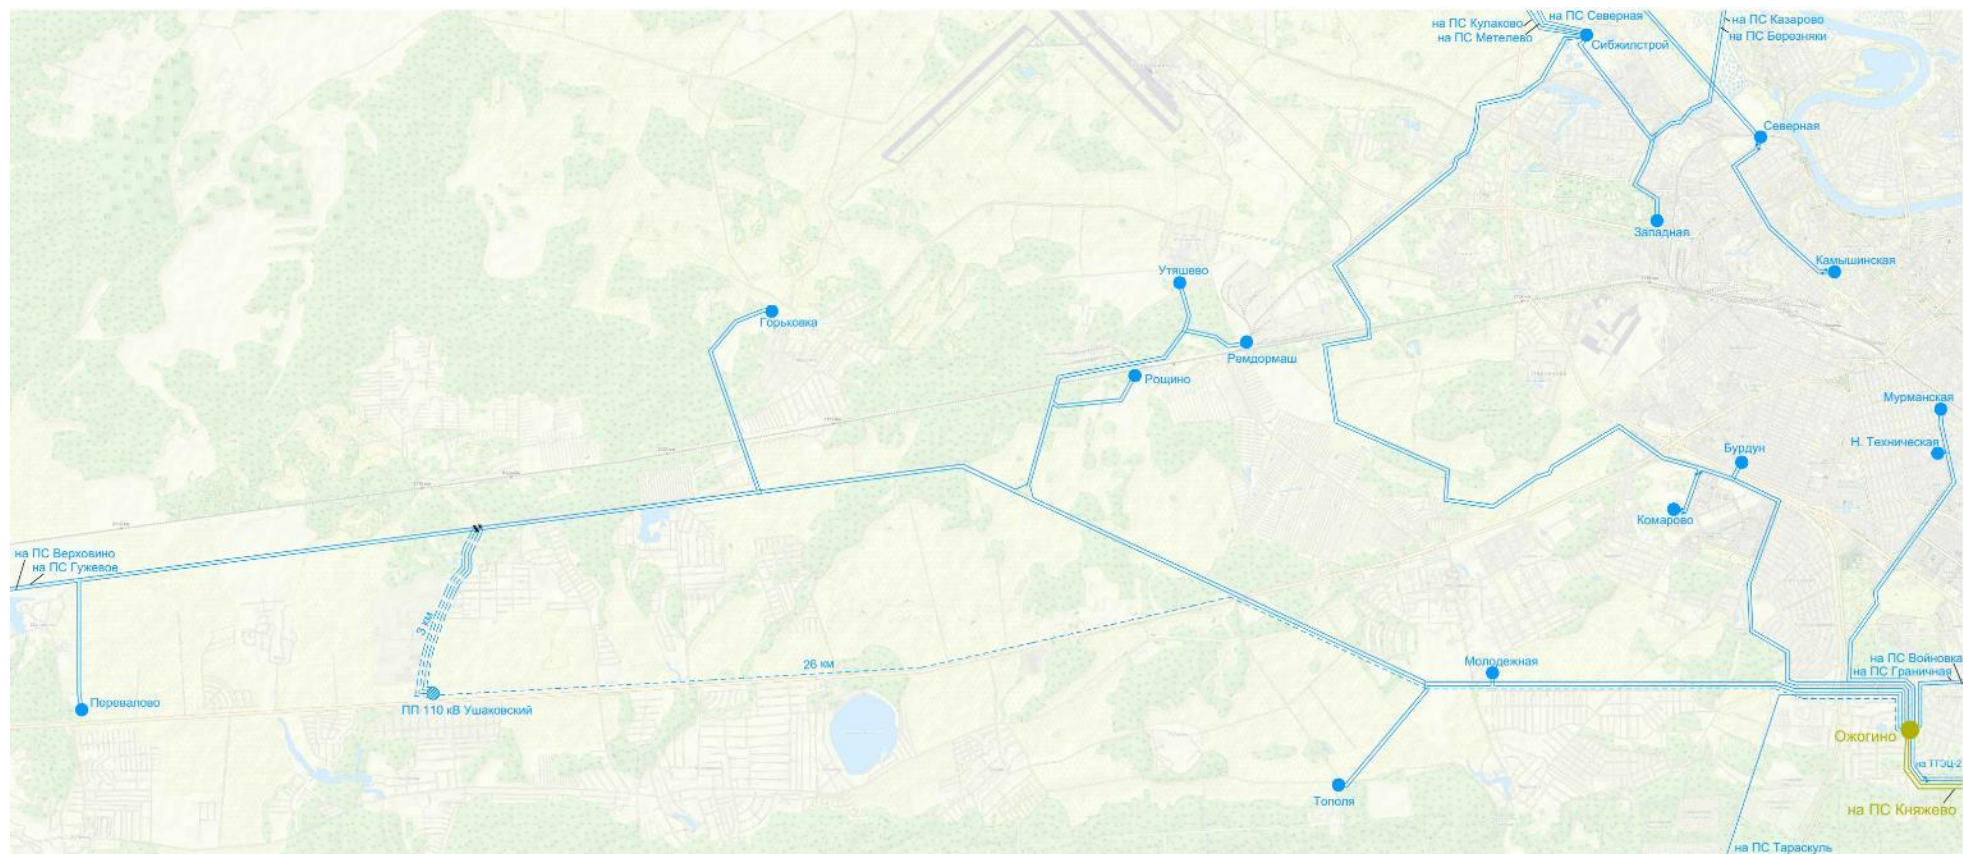 на ПС Кулаково
на ПС Северная
на ПС Метелево
Сибжилстрой
на ПС Казарово
на ПС Березняки
Северная
Западная
Камышинская
Утяшево
Горьковка
Ремдормаш
Рощино
Мурманская
Н. Техническая
Бурдун
Комарово
на ПС Верховино
на ПС Гужевое
3 км
26 км
Перевалово
ПП 110 кВ Ушаковский
Молодежная
на ПС Войновка
на ПС Граничная
Ожогино
на ТТЭЦ-2
Тополя
на ПС Княжево
на ПС Тараскуль